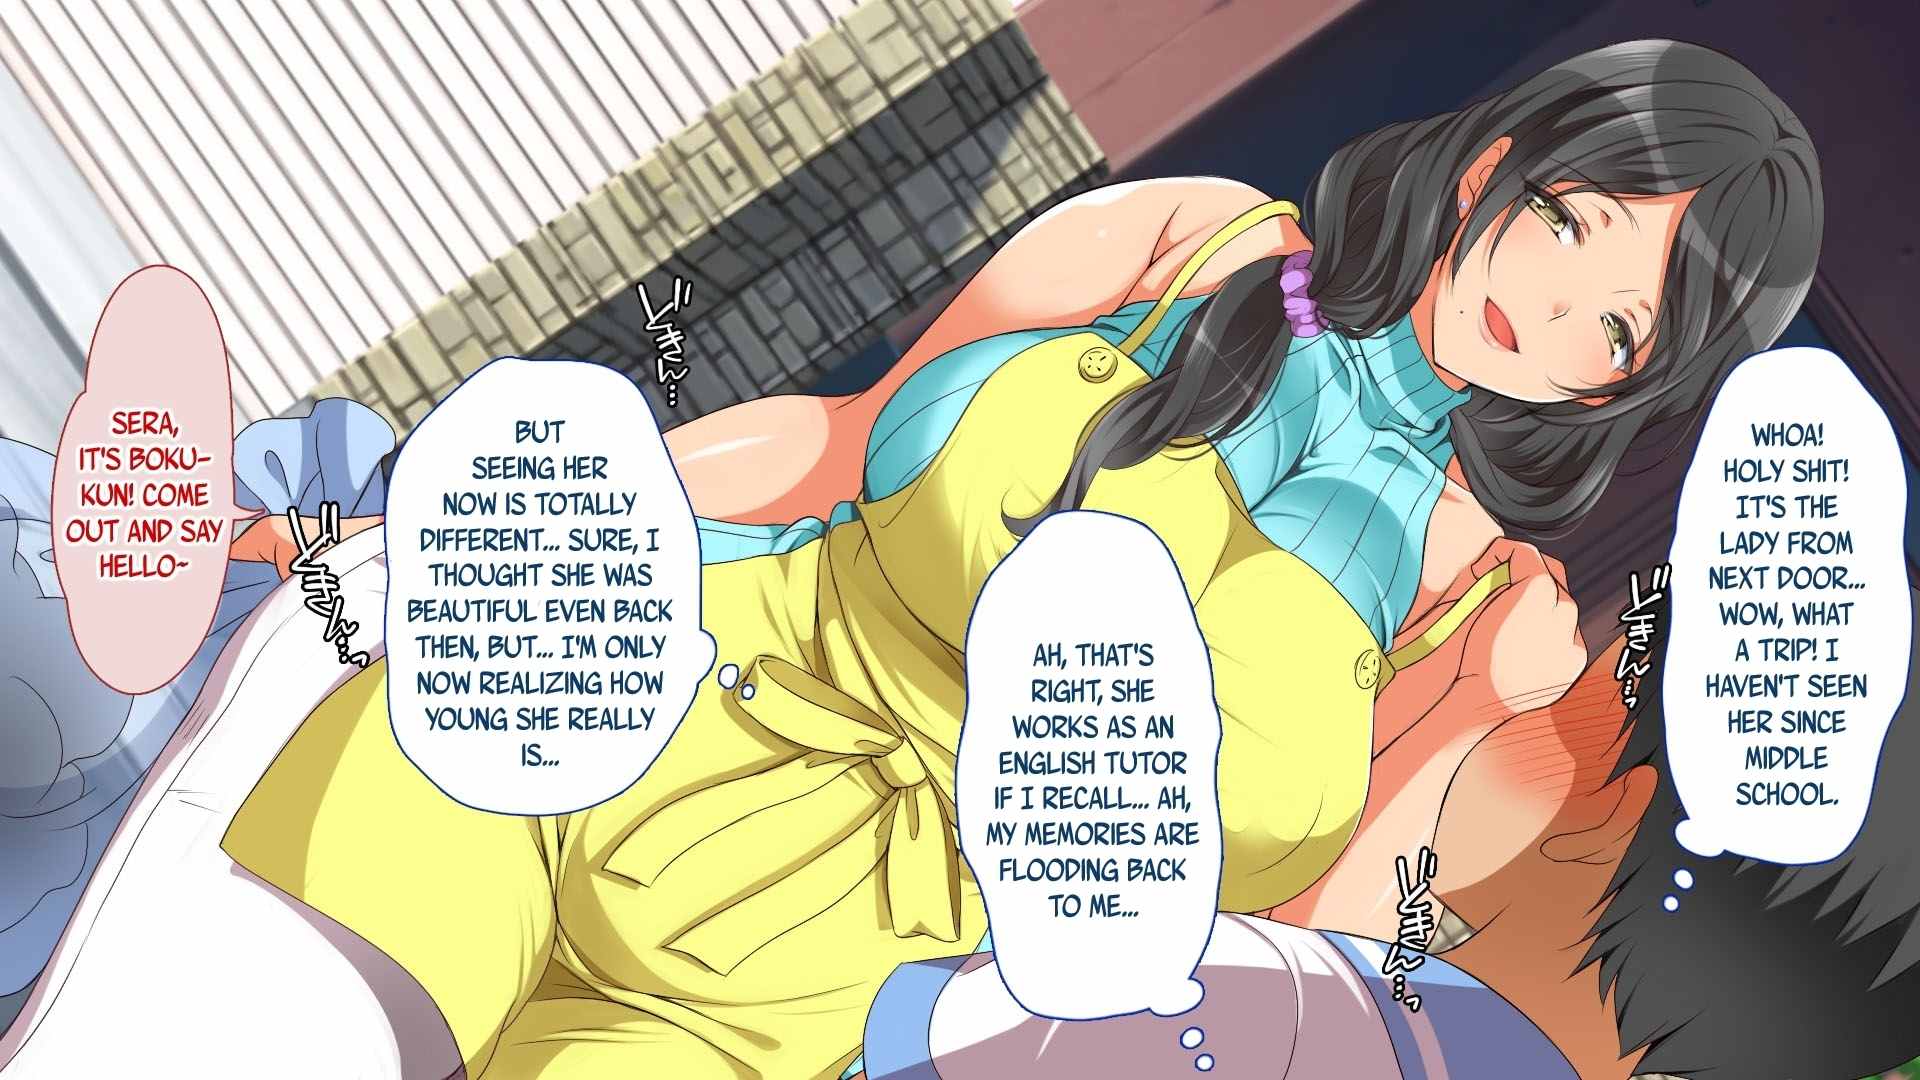 WHOA!
HOLY SHIT!
IT'S THE
LADY FROM
NEXT DOOR...
WOW, WHAT
A TRIP! I
HAVEN'T SEEN
HER SINCE
MIDDLE
SCHOOL.
AH, THAT'S
RIGHT, SHE
WORKS AS AN
ENGLISH TUTOR
IF I RECALL... AH,
MY MEMORIES ARE
FLOODING BACK
TO ME...
BUT
SEEING HER
NOW IS TOTALLY
DIFFERENT... SURE, I
THOUGHT SHE WAS
BEAUTIFUL EVEN BACK
THEN, BUT... I'M ONLY
NOW REALIZING HOW
YOUNG SHE REALLY
IS...
SERA,
IT'S BOKU-
KUN! COME
OUT AND SAY
HELLO~
どきん…
どきん…
どきん…
どきん…